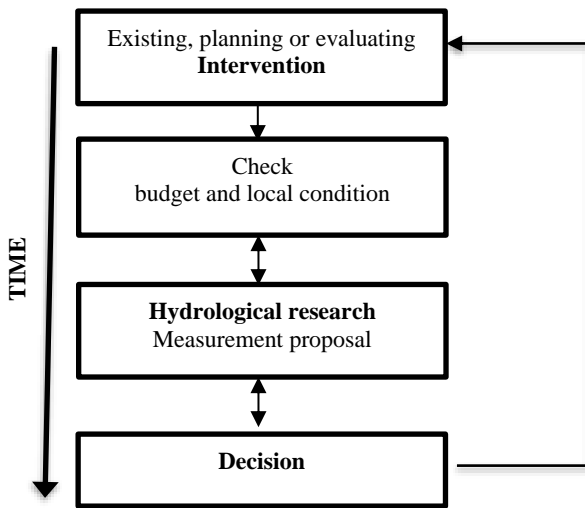 Existing, planning or evaluating
Intervention
Check
budget and local condition
TIME
Hydrological research
Measurement proposal
Decision